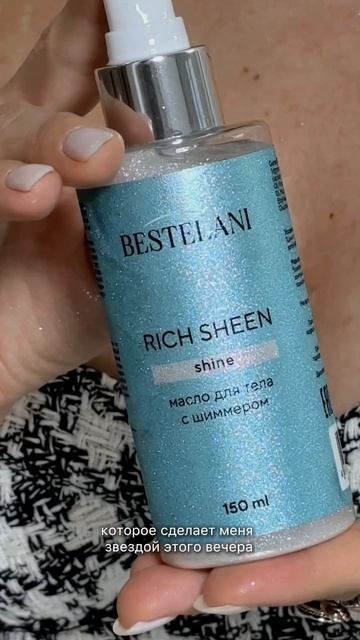 BESTELANI
RICH SHEEN
shine
масло для тела
с шиммером
150 ml
которое сделает меня
звездой этого вечера